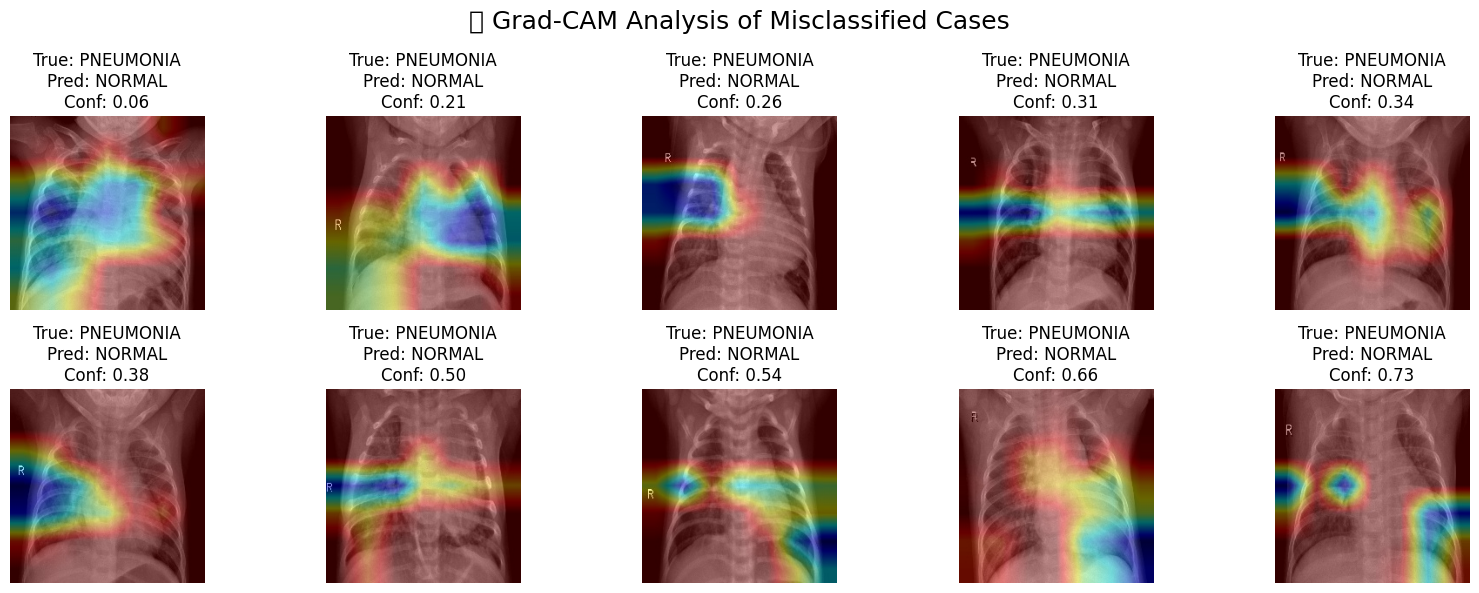 Grad-CAM Analysis of Misclassified Cases
True: PNEUMONIA
Pred: NORMAL
Conf: 0.06
True: PNEUMONIA
Pred: NORMAL
Conf: 0.21
True: PNEUMONIA
Pred: NORMAL
Conf: 0.26
True: PNEUMONIA
Pred: NORMAL
Conf: 0.31
True: PNEUMONIA
Pred: NORMAL
Conf: 0.34
R
R
R
R
True: PNEUMONIA
Pred: NORMAL
Conf: 0.38
True: PNEUMONIA
Pred: NORMAL
Conf: 0.50
True: PNEUMONIA
Pred: NORMAL
Conf: 0.54
True: PNEUMONIA
Pred: NORMAL
Conf: 0.66
True: PNEUMONIA
Pred: NORMAL
Conf: 0.73
R
R
R
R
R